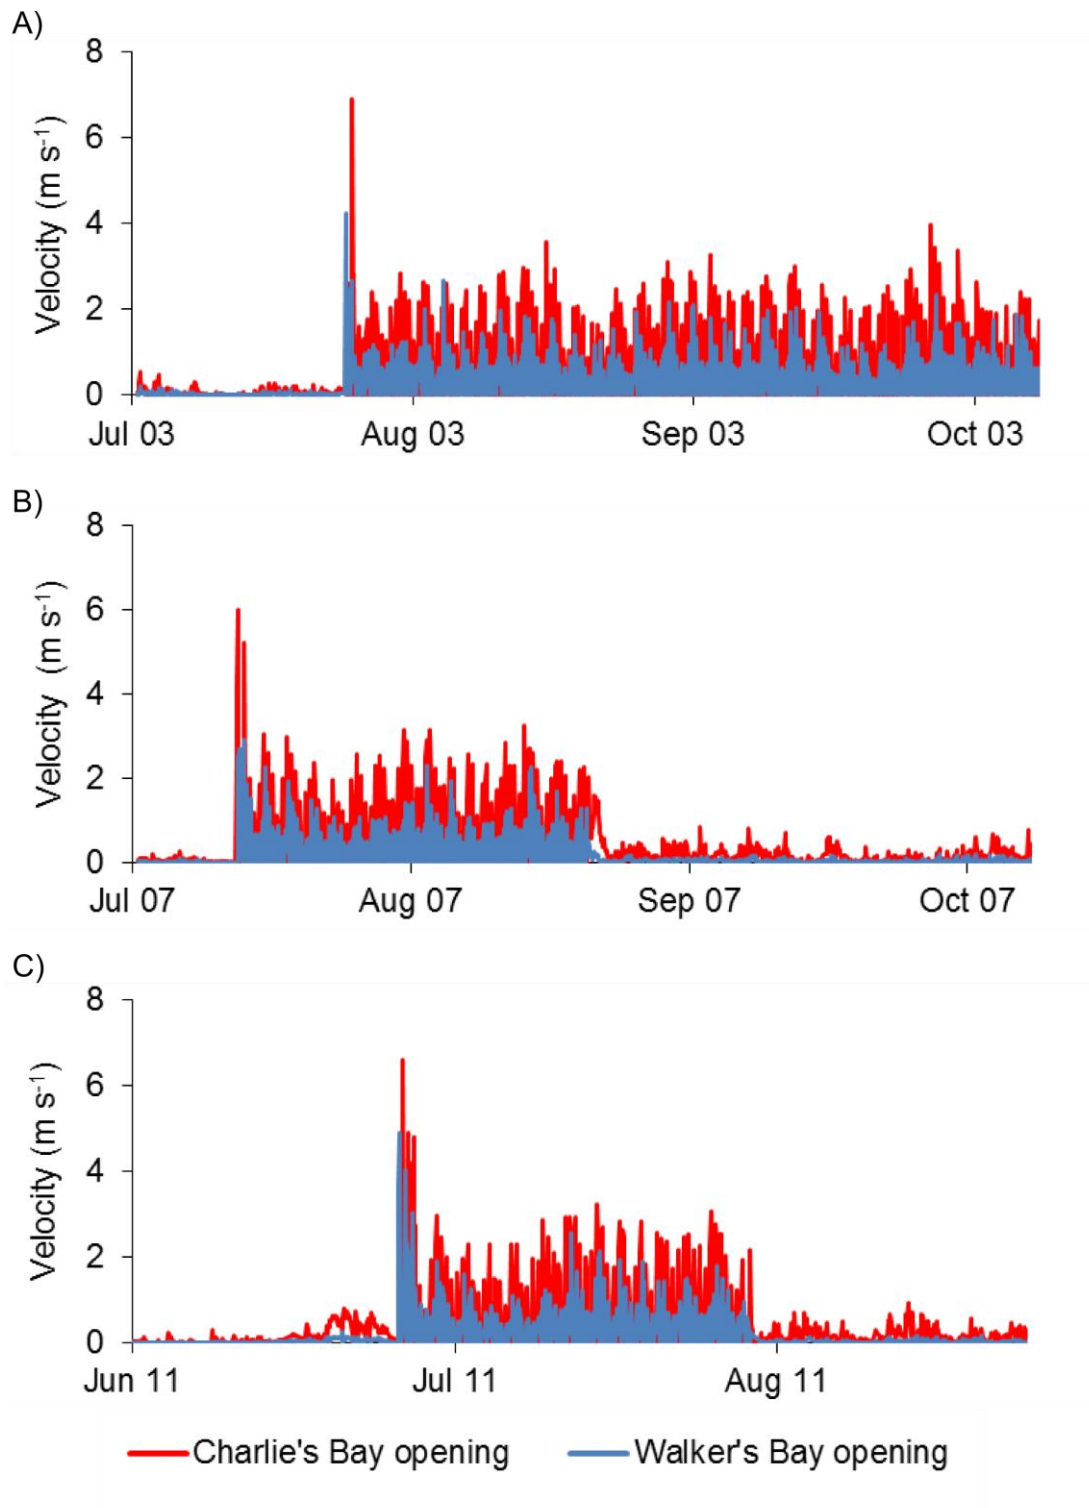 A)
8
6
4
2
0
Velocity (m s-1)
Jul 03 Aug 03 Sep 03 Oct 03
B)
8
6
4
2
0
Velocity (m s-1)
Jul 07 Aug 07 Sep 07 Oct 07
C)
8
6
4
2
0
Velocity (m s-1)
Jun 11 Jul 11 Aug 11
Charlie's Bay opening Walker's Bay opening